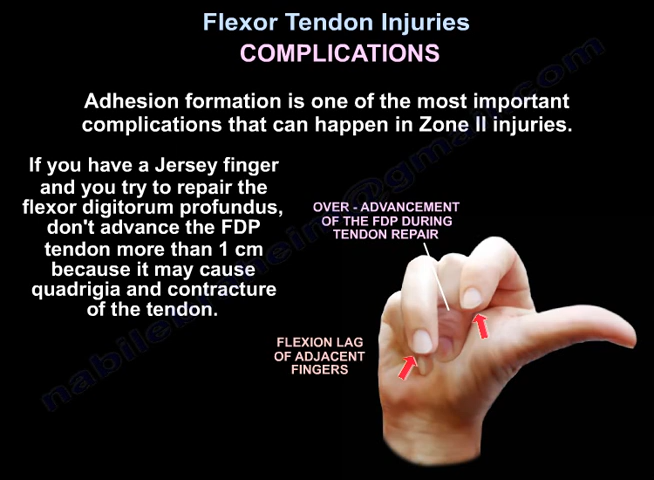 Flexor Tendon Injuries
COMPLICATIONS
Adhesion formation is one of the most important
complications that can happen in Zone II injuries.
If you have a Jersey finger
and you try to repair the
flexor digitorum profundus,
don't advance the FDP
tendon more than 1 cm
because it may cause
quadrigia and contracture
of the tendon.
OVER - ADVANCEMENT
OF THE FDP DURING
TENDON REPAIR
FLEXION LAG
OF ADJACENT
FINGERS